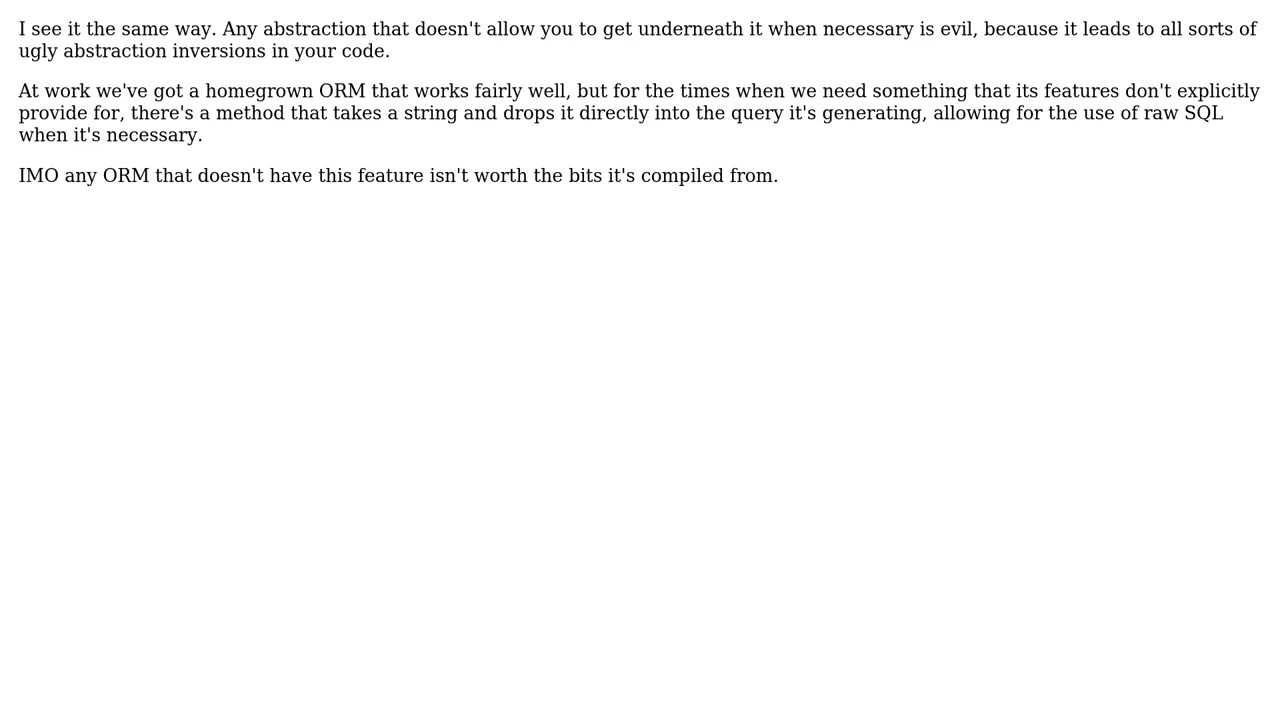 I see it the same way. Any abstraction that doesn't allow you to get underneath it when necessary is evil, because it leads to all sorts of
ugly abstraction inversions in your code.
At work we've got a homegrown ORM that works fairly well, but for the times when we need something that its features don't explicitly
provide for, there's a method that takes a string and drops it directly into the query it's generating, allowing for the use of raw SQL
when it's necessary.
IMO any ORM that doesn't have this feature isn't worth the bits it's compiled from.